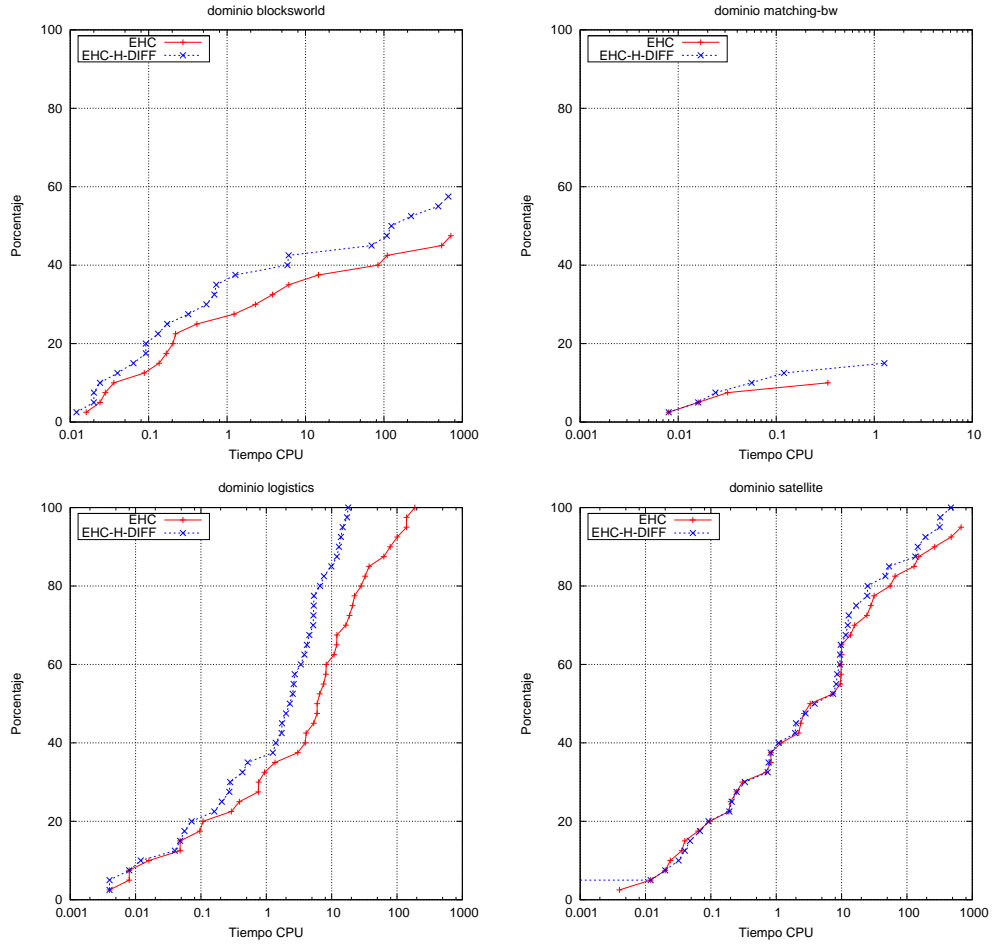 dominio blocksworld
100
80
60
40
20
0
Porcentaje
EHC
EHC-H-DIFF
0.01 0.1 1 10 100 1000
Tiempo CPU
dominio matching-bw
100
80
60
40
20
0
Porcentaje
EHC
EHC-H-DIFF
0.001 0.01 0.1 1 10
Tiempo CPU
dominio logistics
100
80
60
40
20
0
Porcentaje
EHC
EHC-H-DIFF
0.001 0.01 0.1 1 10 100 1000
Tiempo CPU
dominio satellite
100
80
60
40
20
0
Porcentaje
EHC
EHC-H-DIFF
0.001 0.01 0.1 1 10 100 1000
Tiempo CPU